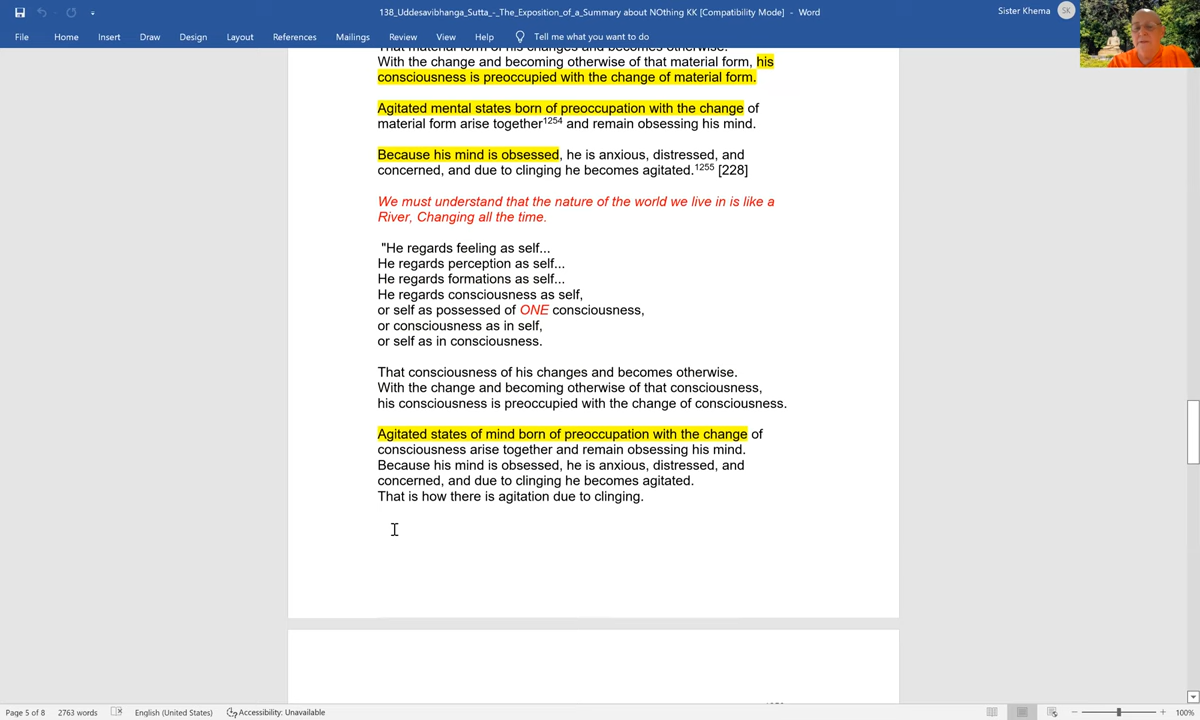 138_Uddesavibhanga_Sutta_-_The_Exposition_of_a_Summary about NOthing KK [Compatibility Mode] - Word
Sister Khema
SK
File Home Insert Draw Design Layout References Mailings Review View Help Tell me what you want to do
That material form of his changes and becomes otherwise.
With the change and becoming otherwise of that material form, his
consciousness is preoccupied with the change of material form.
Agitated mental states born of preoccupation with the change of
material form arise together1254 and remain obsessing his mind.
Because his mind is obsessed, he is anxious, distressed, and
concerned, and due to clinging he becomes agitated.1255 [228]
We must understand that the nature of the world we live in is like a
River, Changing all the time.
"He regards feeling as self...
He regards perception as self...
He regards formations as self...
He regards consciousness as self,
or self as possessed of ONE consciousness,
or consciousness as in self,
or self as in consciousness.
That consciousness of his changes and becomes otherwise.
With the change and becoming otherwise of that consciousness,
his consciousness is preoccupied with the change of consciousness.
Agitated states of mind born of preoccupation with the change of
consciousness arise together and remain obsessing his mind.
Because his mind is obsessed, he is anxious, distressed, and
concerned, and due to clinging he becomes agitated.
That is how there is agitation due to clinging.
Page 5 of 8 2763 words English (United States) Accessibility: Unavailable 100%